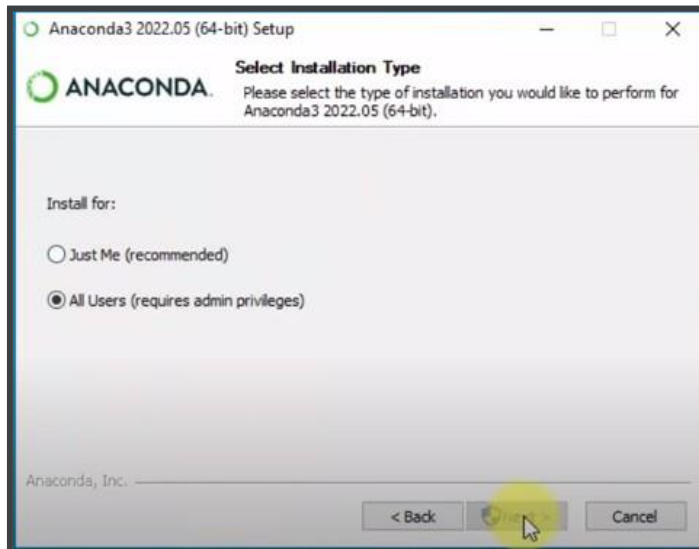 Anaconda3 2022.05 (64-bit) Setup
ANACONDA.
Select Installation Type
Please select the type of installation you would like to perform for
Anaconda3 2022.05 (64-bit).
Install for:
Just Me (recommended)
All Users (requires admin privileges)
Anaconda, Inc.
< Back
Next >
Cancel